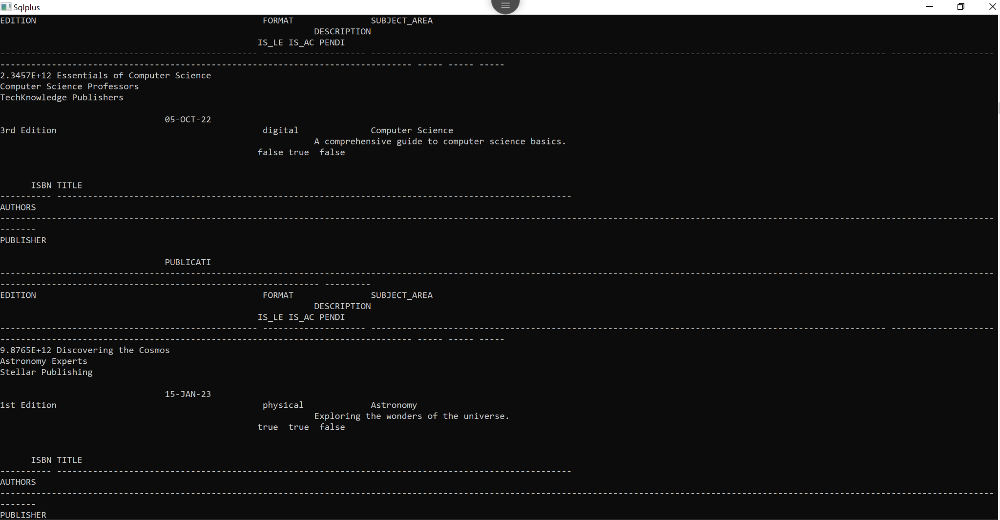 Sqlplus
EDITION FORMAT SUBJECT_AREA
DESCRIPTION
IS_LE IS_AC PENDI
-------------------------------------------------- -------------------- ---------------------------------------------------------------------------------------------------- --------------------
-------------------------------------------------------------------------------- ----- ----- -----
2.3457E+12 Essentials of Computer Science
Computer Science Professors
TechKnowledge Publishers
05-OCT-22
3rd Edition digital Computer Science
A comprehensive guide to computer science basics.
false true false
ISBN TITLE
---------- ----------------------------------------------------------------------------------------------------
AUTHORS
-------------------------------------------------------------------------------------------------------------------------------------------------------------------------------------------------
-------
PUBLISHER
PUBLICATI
-------------------------------------------------------------------------------------------------------------------------------------------------------------------------------------------------
-------------------------------------------------------------- ---------
EDITION FORMAT SUBJECT_AREA
DESCRIPTION
IS_LE IS_AC PENDI
-------------------------------------------------- -------------------- ---------------------------------------------------------------------------------------------------- --------------------
-------------------------------------------------------------------------------- ----- ----- -----
9.8765E+12 Discovering the Cosmos
Astronomy Experts
Stellar Publishing
15-JAN-23
1st Edition physical Astronomy
Exploring the wonders of the universe.
true true false
ISBN TITLE
---------- ----------------------------------------------------------------------------------------------------
AUTHORS
-------------------------------------------------------------------------------------------------------------------------------------------------------------------------------------------------
-------
PUBLISHER